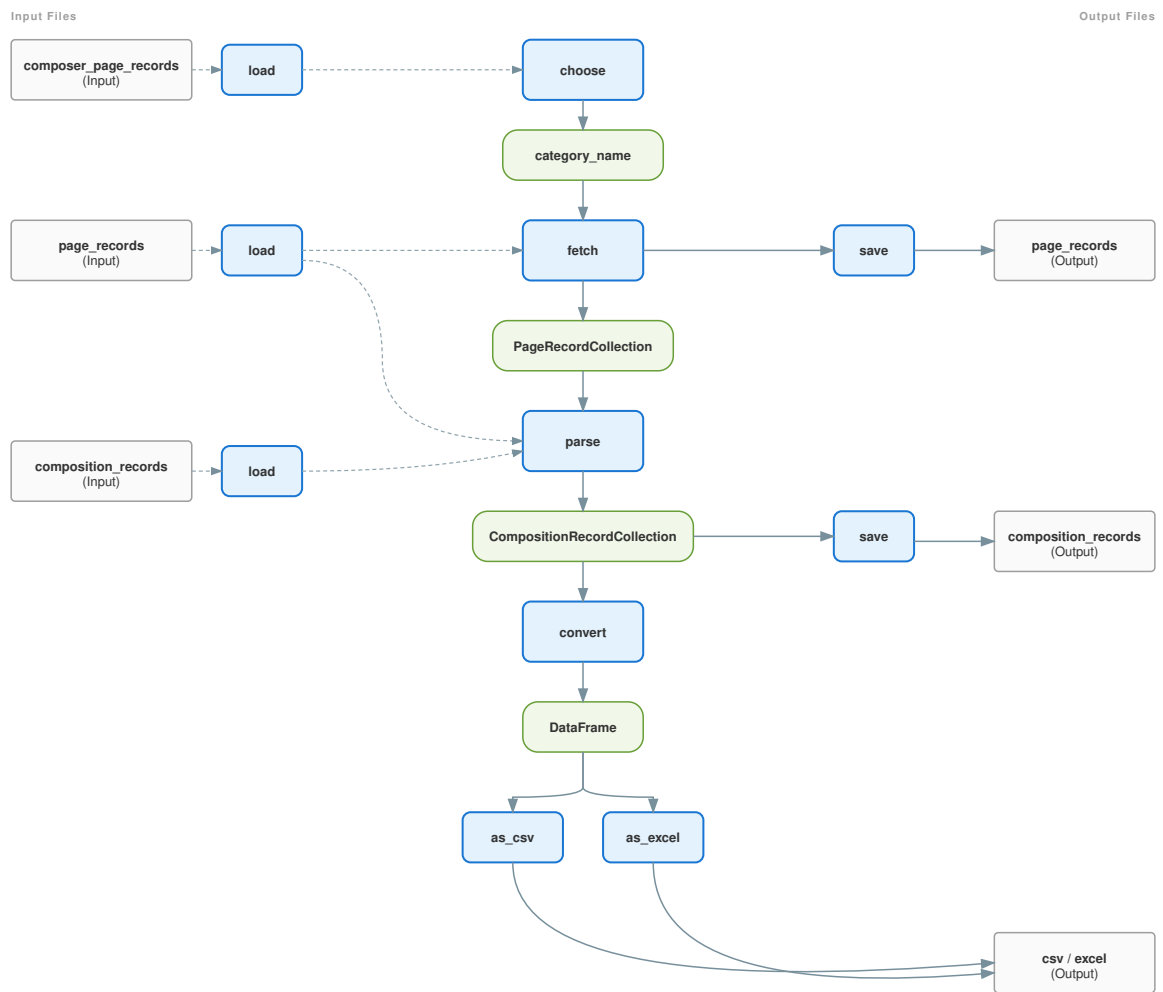 Input Files
Output Files
composer_page_records
(Input)
load
choose
category_name
page_records
(Input)
load
fetch
save
page_records
(Output)
PageRecordCollection
parse
composition_records
(Input)
load
CompositionRecordCollection
save
composition_records
(Output)
convert
DataFrame
as_csv
as_excel
csv / excel
(Output)